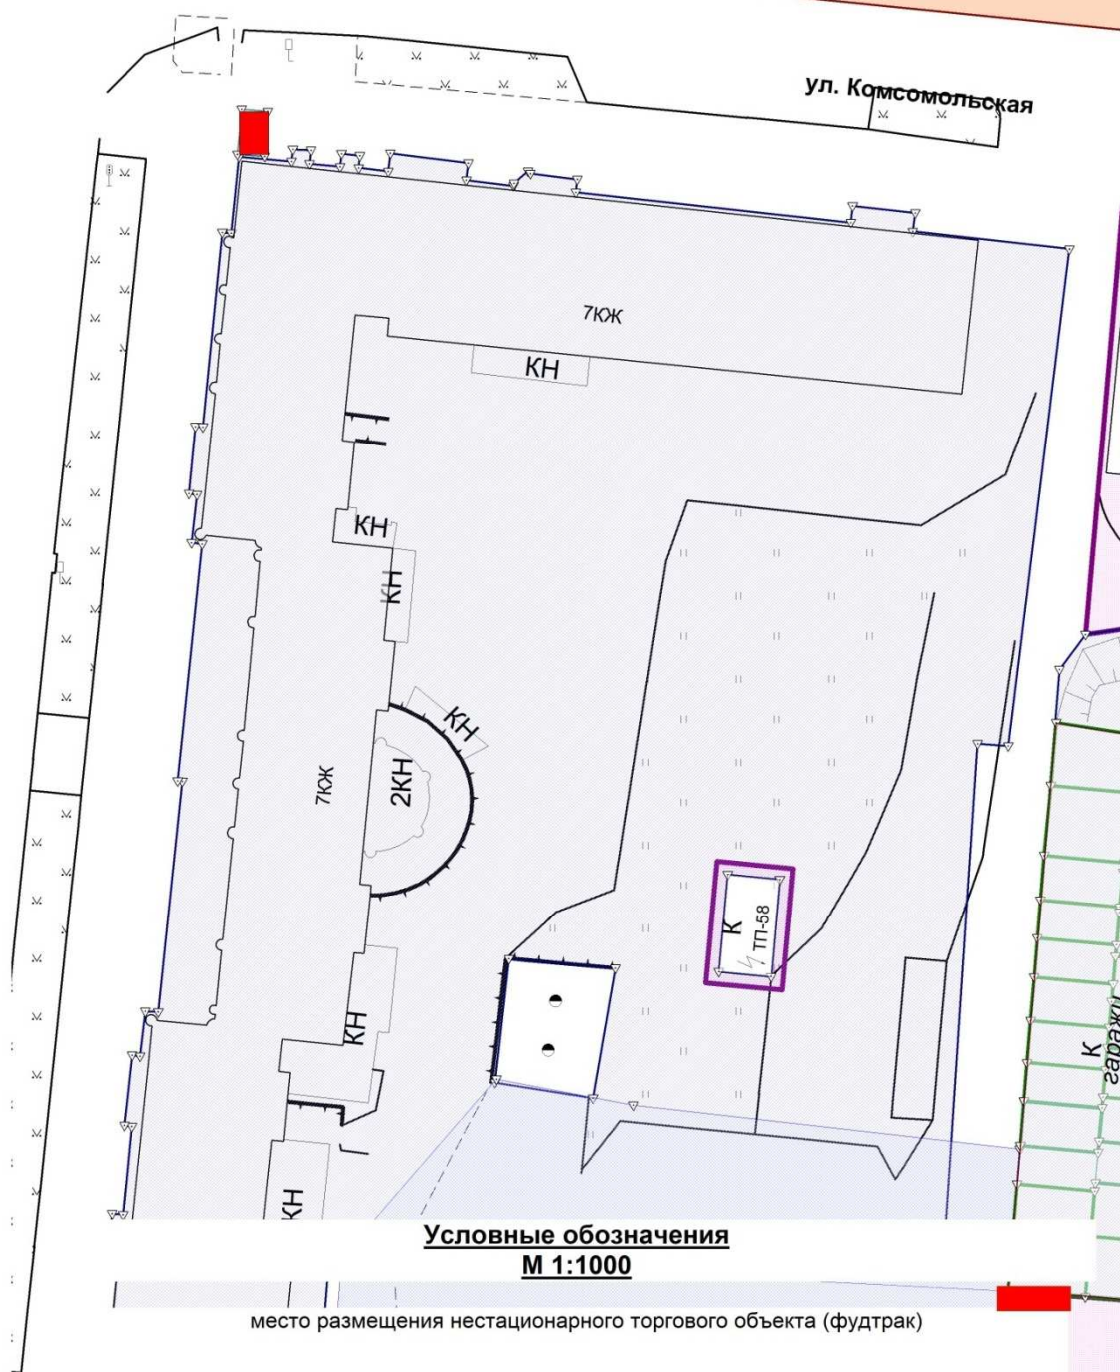 ул. Комсомольская
7КЖ
КН
КН
КН
КН
7КЖ
2КН
К
ТП-58
КН
К
гаражи
КН
Условные обозначения
М 1:1000
место размещения нестационарного торгового объекта (фудтрак)